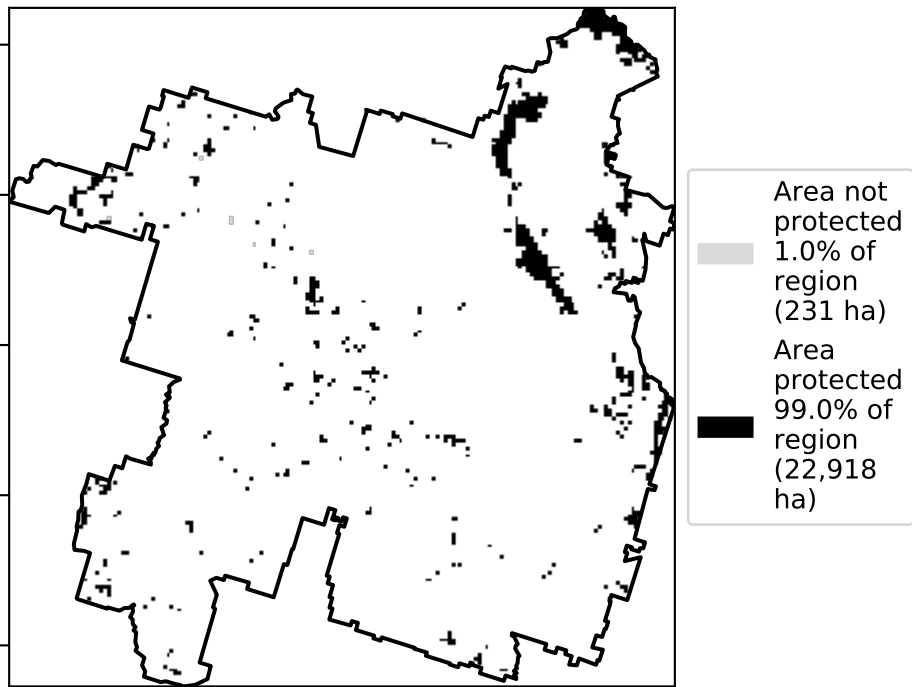 Area not
protected
1.0% of
region
(231 ha)
Area
protected
99.0% of
region
(22,918
ha)